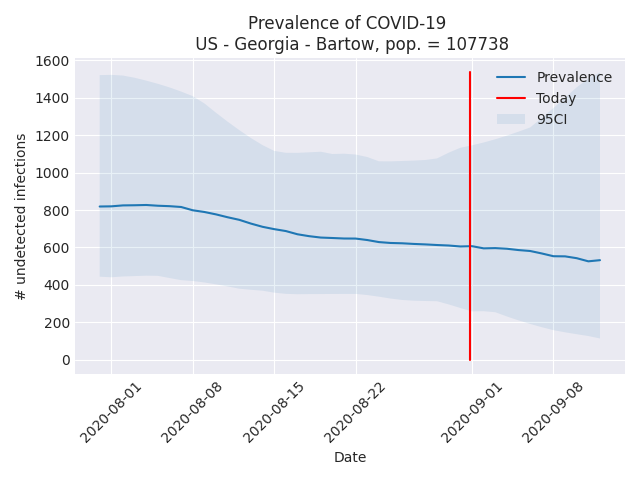 Prevalence of COVID-19
US - Georgia - Bartow, pop. = 107738
1600
1400
1200
1000
800
600
400
200
0
# undetected infections
Prevalence
Today
95CI
2020-08-01
2020-08-08
2020-08-15
2020-08-22
2020-09-01
2020-09-08
Date